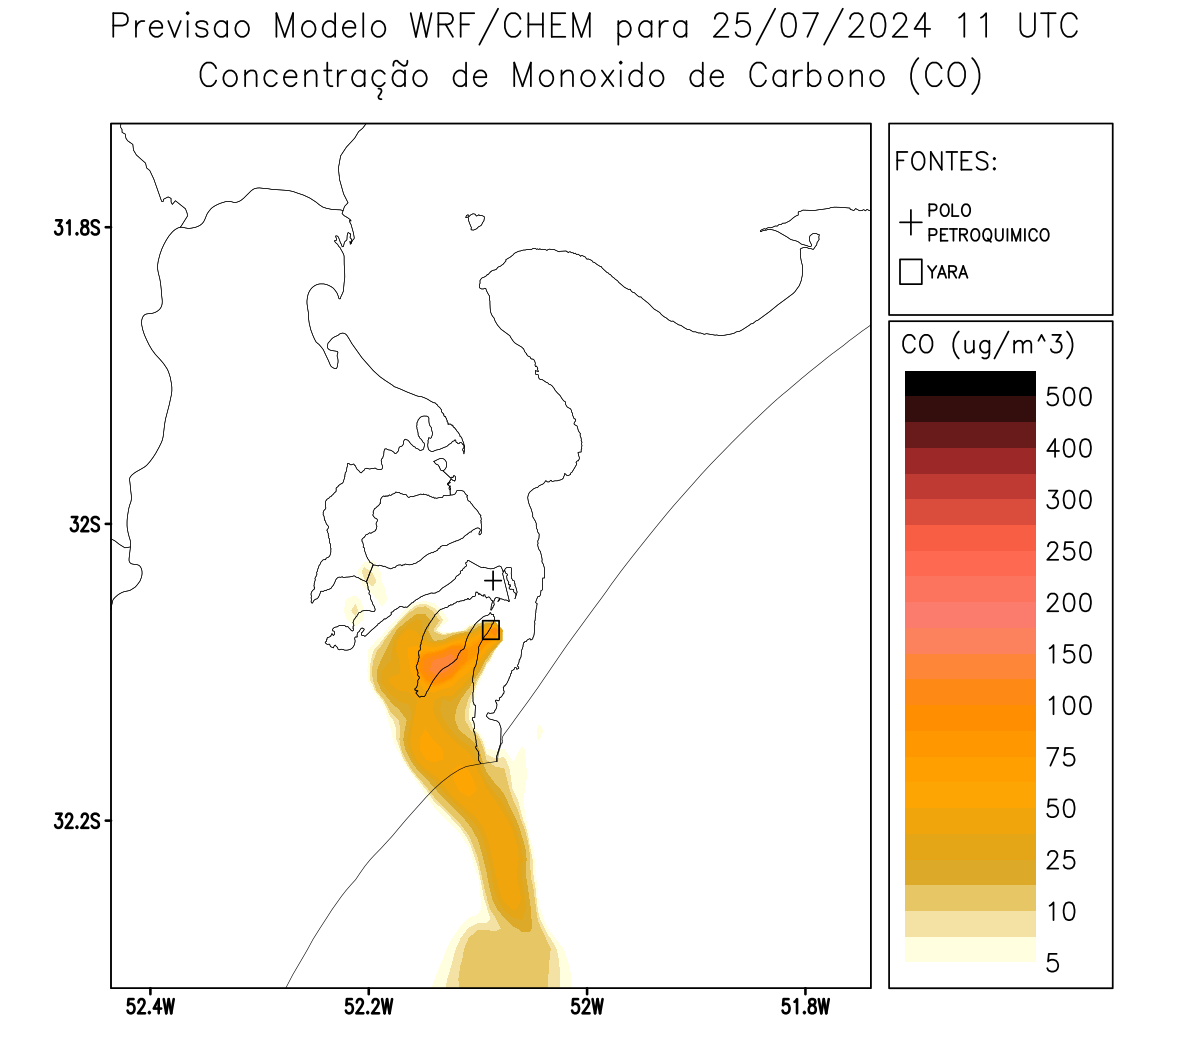 Previsao Modelo WRF/CHEM para 25/07/2024 11 UTC
Concentração de Monoxido de Carbono (CO)
FONTES:
POLO
PETROQUIMICO
YARA
CO (ug/m^3)
500
400
300
250
200
150
100
75
50
25
10
5
31.8S
32S
32.2S
52.4W
52.2W
52W
51.8W